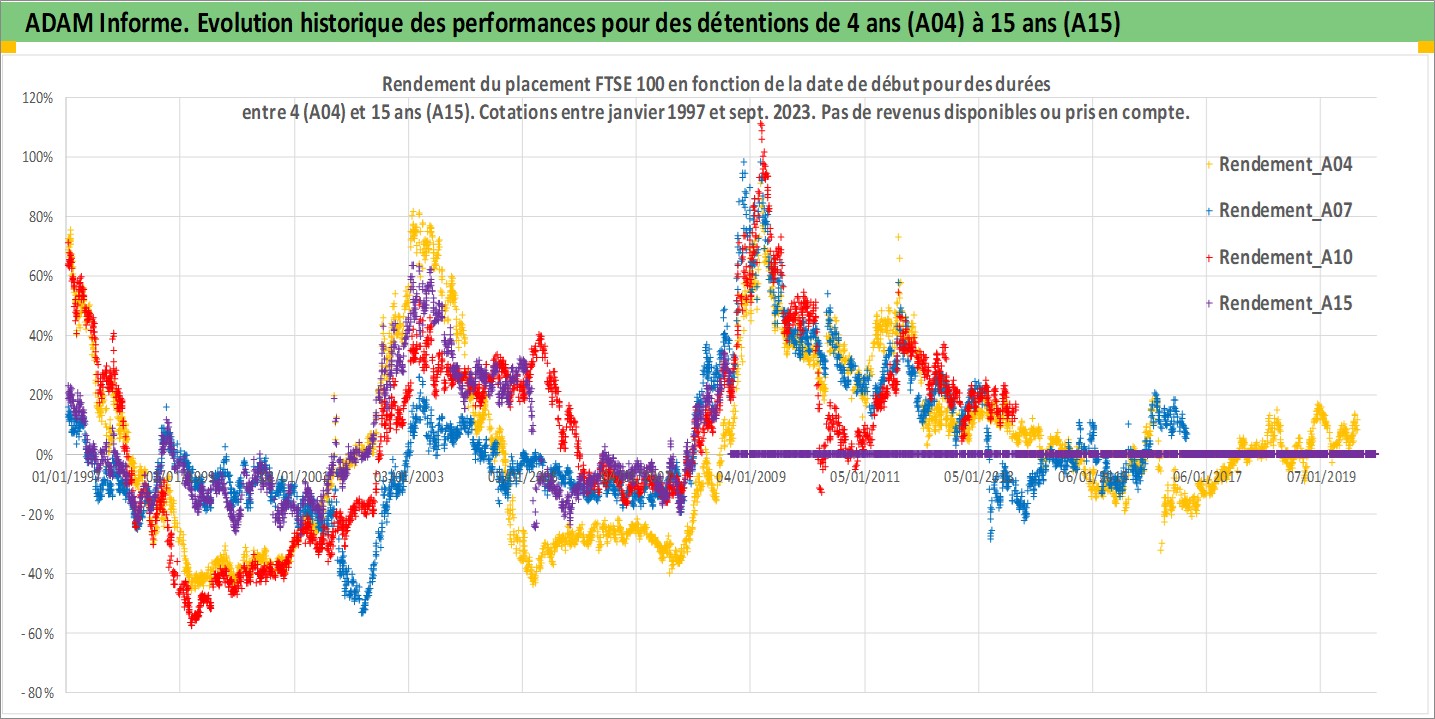 ADAM Informe. Evolution historique des performances pour des détentions de 4 ans (A04) à 15 ans (A15)
Rendement du placement FTSE 100 en fonction de la date de début pour des durées
entre 4 (A04) et 15 ans (A15). Cotations entre janvier 1997 et sept. 2023. Pas de revenus disponibles ou pris en compte.
120%
100%
80%
60%
40%
20%
0%
-20%
-40%
-60%
-80%
Rendement_A04
Rendement_A07
Rendement_A10
Rendement_A15
04/01/2009
05/01/2011
06/01/2017
07/01/2019